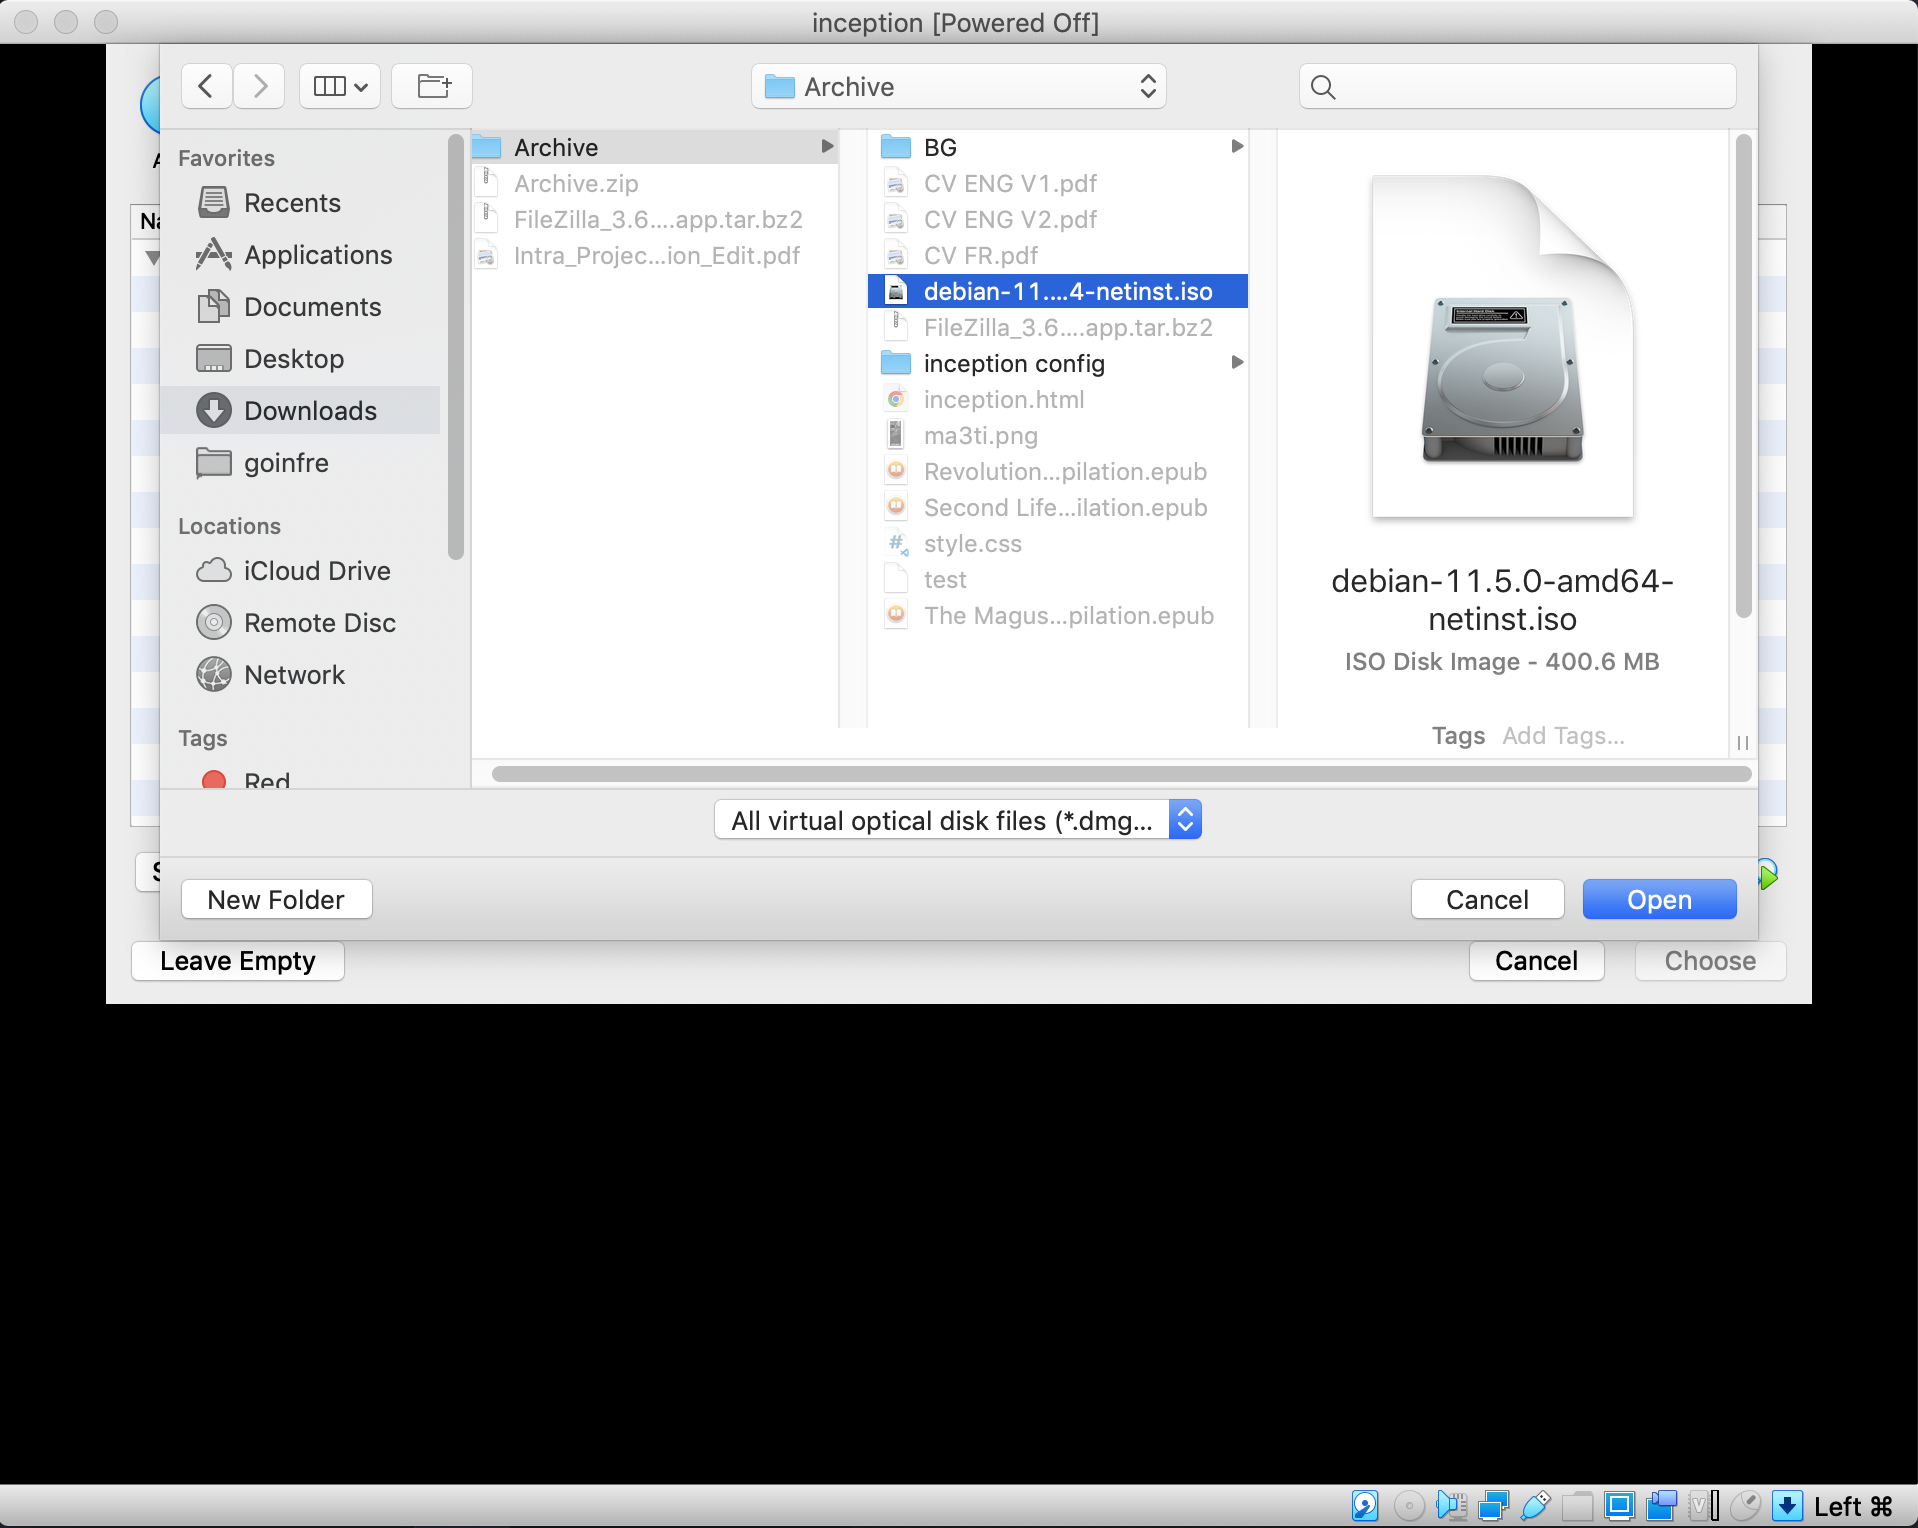 inception [Powered Off]
Archive
Favorites
Recents
Applications
Documents
Desktop
Downloads
goinfre
Locations
iCloud Drive
Remote Disc
Network
Tags
Red
Archive
Archive.zip
FileZilla_3.6....app.tar.bz2
Intra_Projec...ion_Edit.pdf
BG
CV ENG V1.pdf
CV ENG V2.pdf
CV FR.pdf
debian-11....4-netinst.iso
FileZilla_3.6....app.tar.bz2
inception config
inception.html
ma3ti.png
Revolution...pilation.epub
Second Life...ilation.epub
style.css
test
The Magus...pilation.epub
debian-11.5.0-amd64-
netinst.iso
ISO Disk Image - 400.6 MB
Tags Add Tags...
All virtual optical disk files (*.dmg...
New Folder
Cancel
Open
Leave Empty
Cancel
Choose
Left ⌘